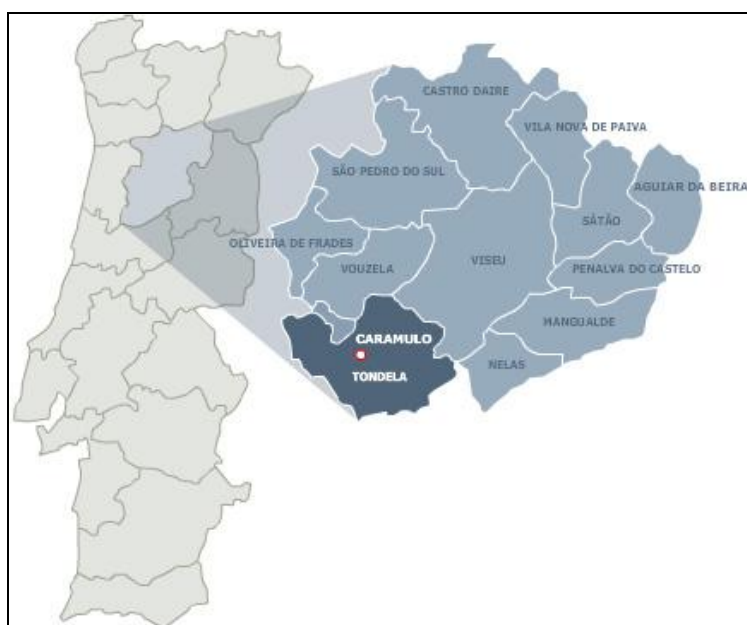 CASTRO DAIRE
VILA NOVA DE PAIVA
SÃO PEDRO DO SUL
AGUIAR DA BEIRA
SÁTÃO
OLIVEIRA DE FRADES
VOUZELA
VISEU
PENALVA DO CASTELO
MANGUALDE
CARAMULO
NELAS
TONDELA